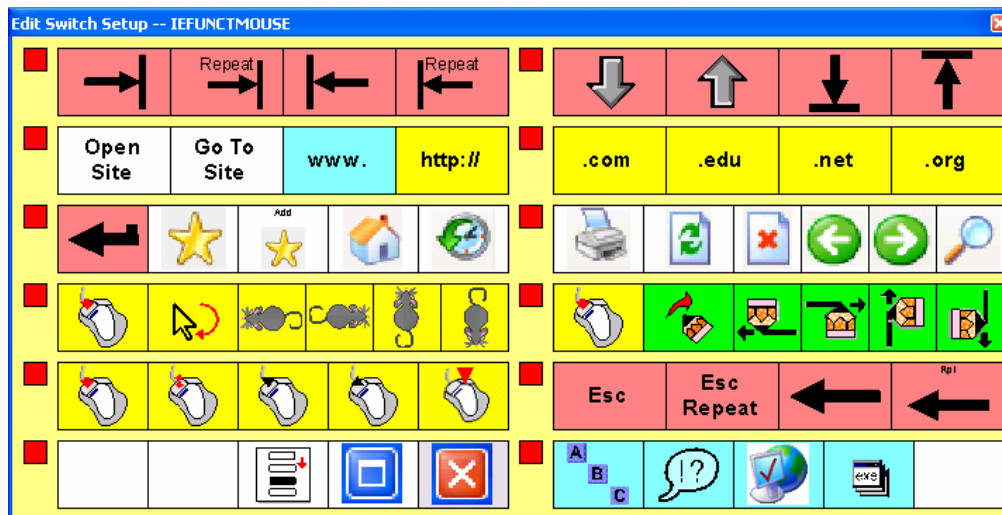 Edit Switch Setup -- IEFUNCTMOUSE
Repeat
Repeat
Open
Site
Go To
Site
www.
http://
.com
.edu
.net
.org
Add
Esc
Esc
Repeat
Rpt
A
B
C
!?
exe